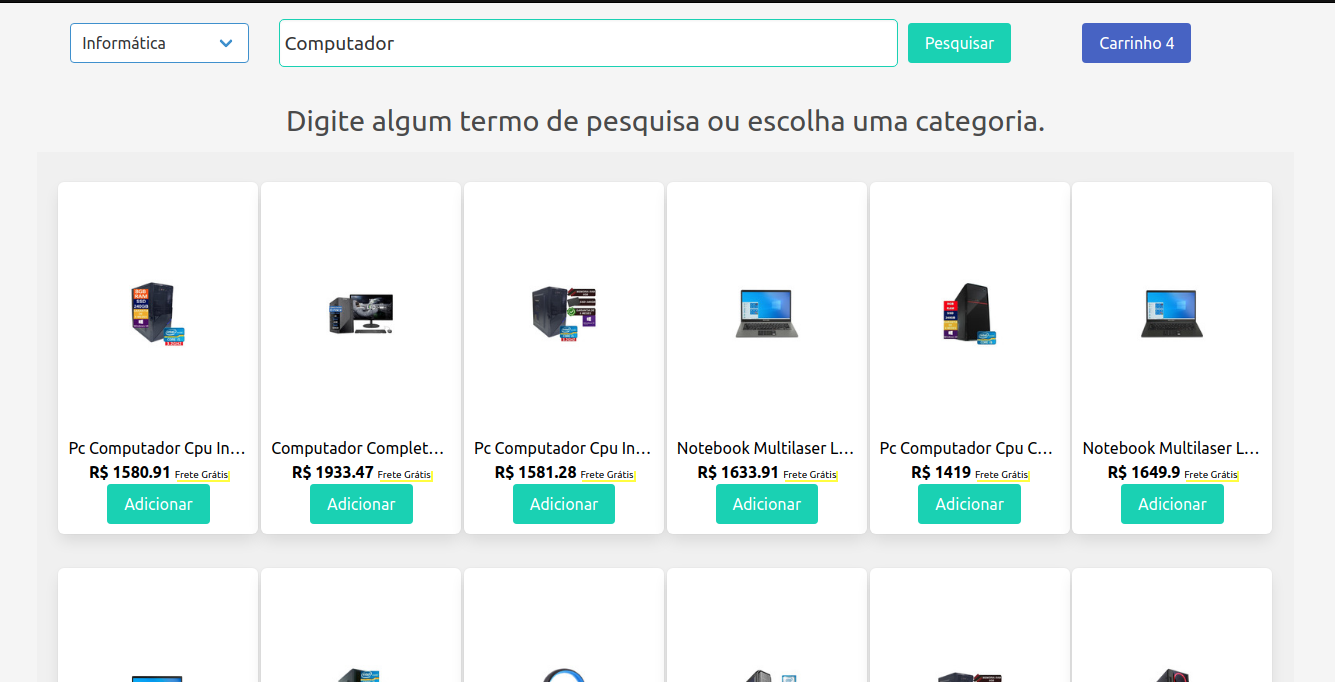 Informática
Computador
Pesquisar
Carrinho 4
Digite algum termo de pesquisa ou escolha uma categoria.
Pc Computador Cpu In...
R$ 1580.91 Frete Grátis
Adicionar
Computador Complet...
R$ 1933.47 Frete Grátis
Adicionar
Pc Computador Cpu In...
R$ 1581.28 Frete Grátis
Adicionar
Notebook Multilaser L...
R$ 1633.91 Frete Grátis
Adicionar
Pc Computador Cpu C...
R$ 1419 Frete Grátis
Adicionar
Notebook Multilaser L...
R$ 1649.9 Frete Grátis
Adicionar